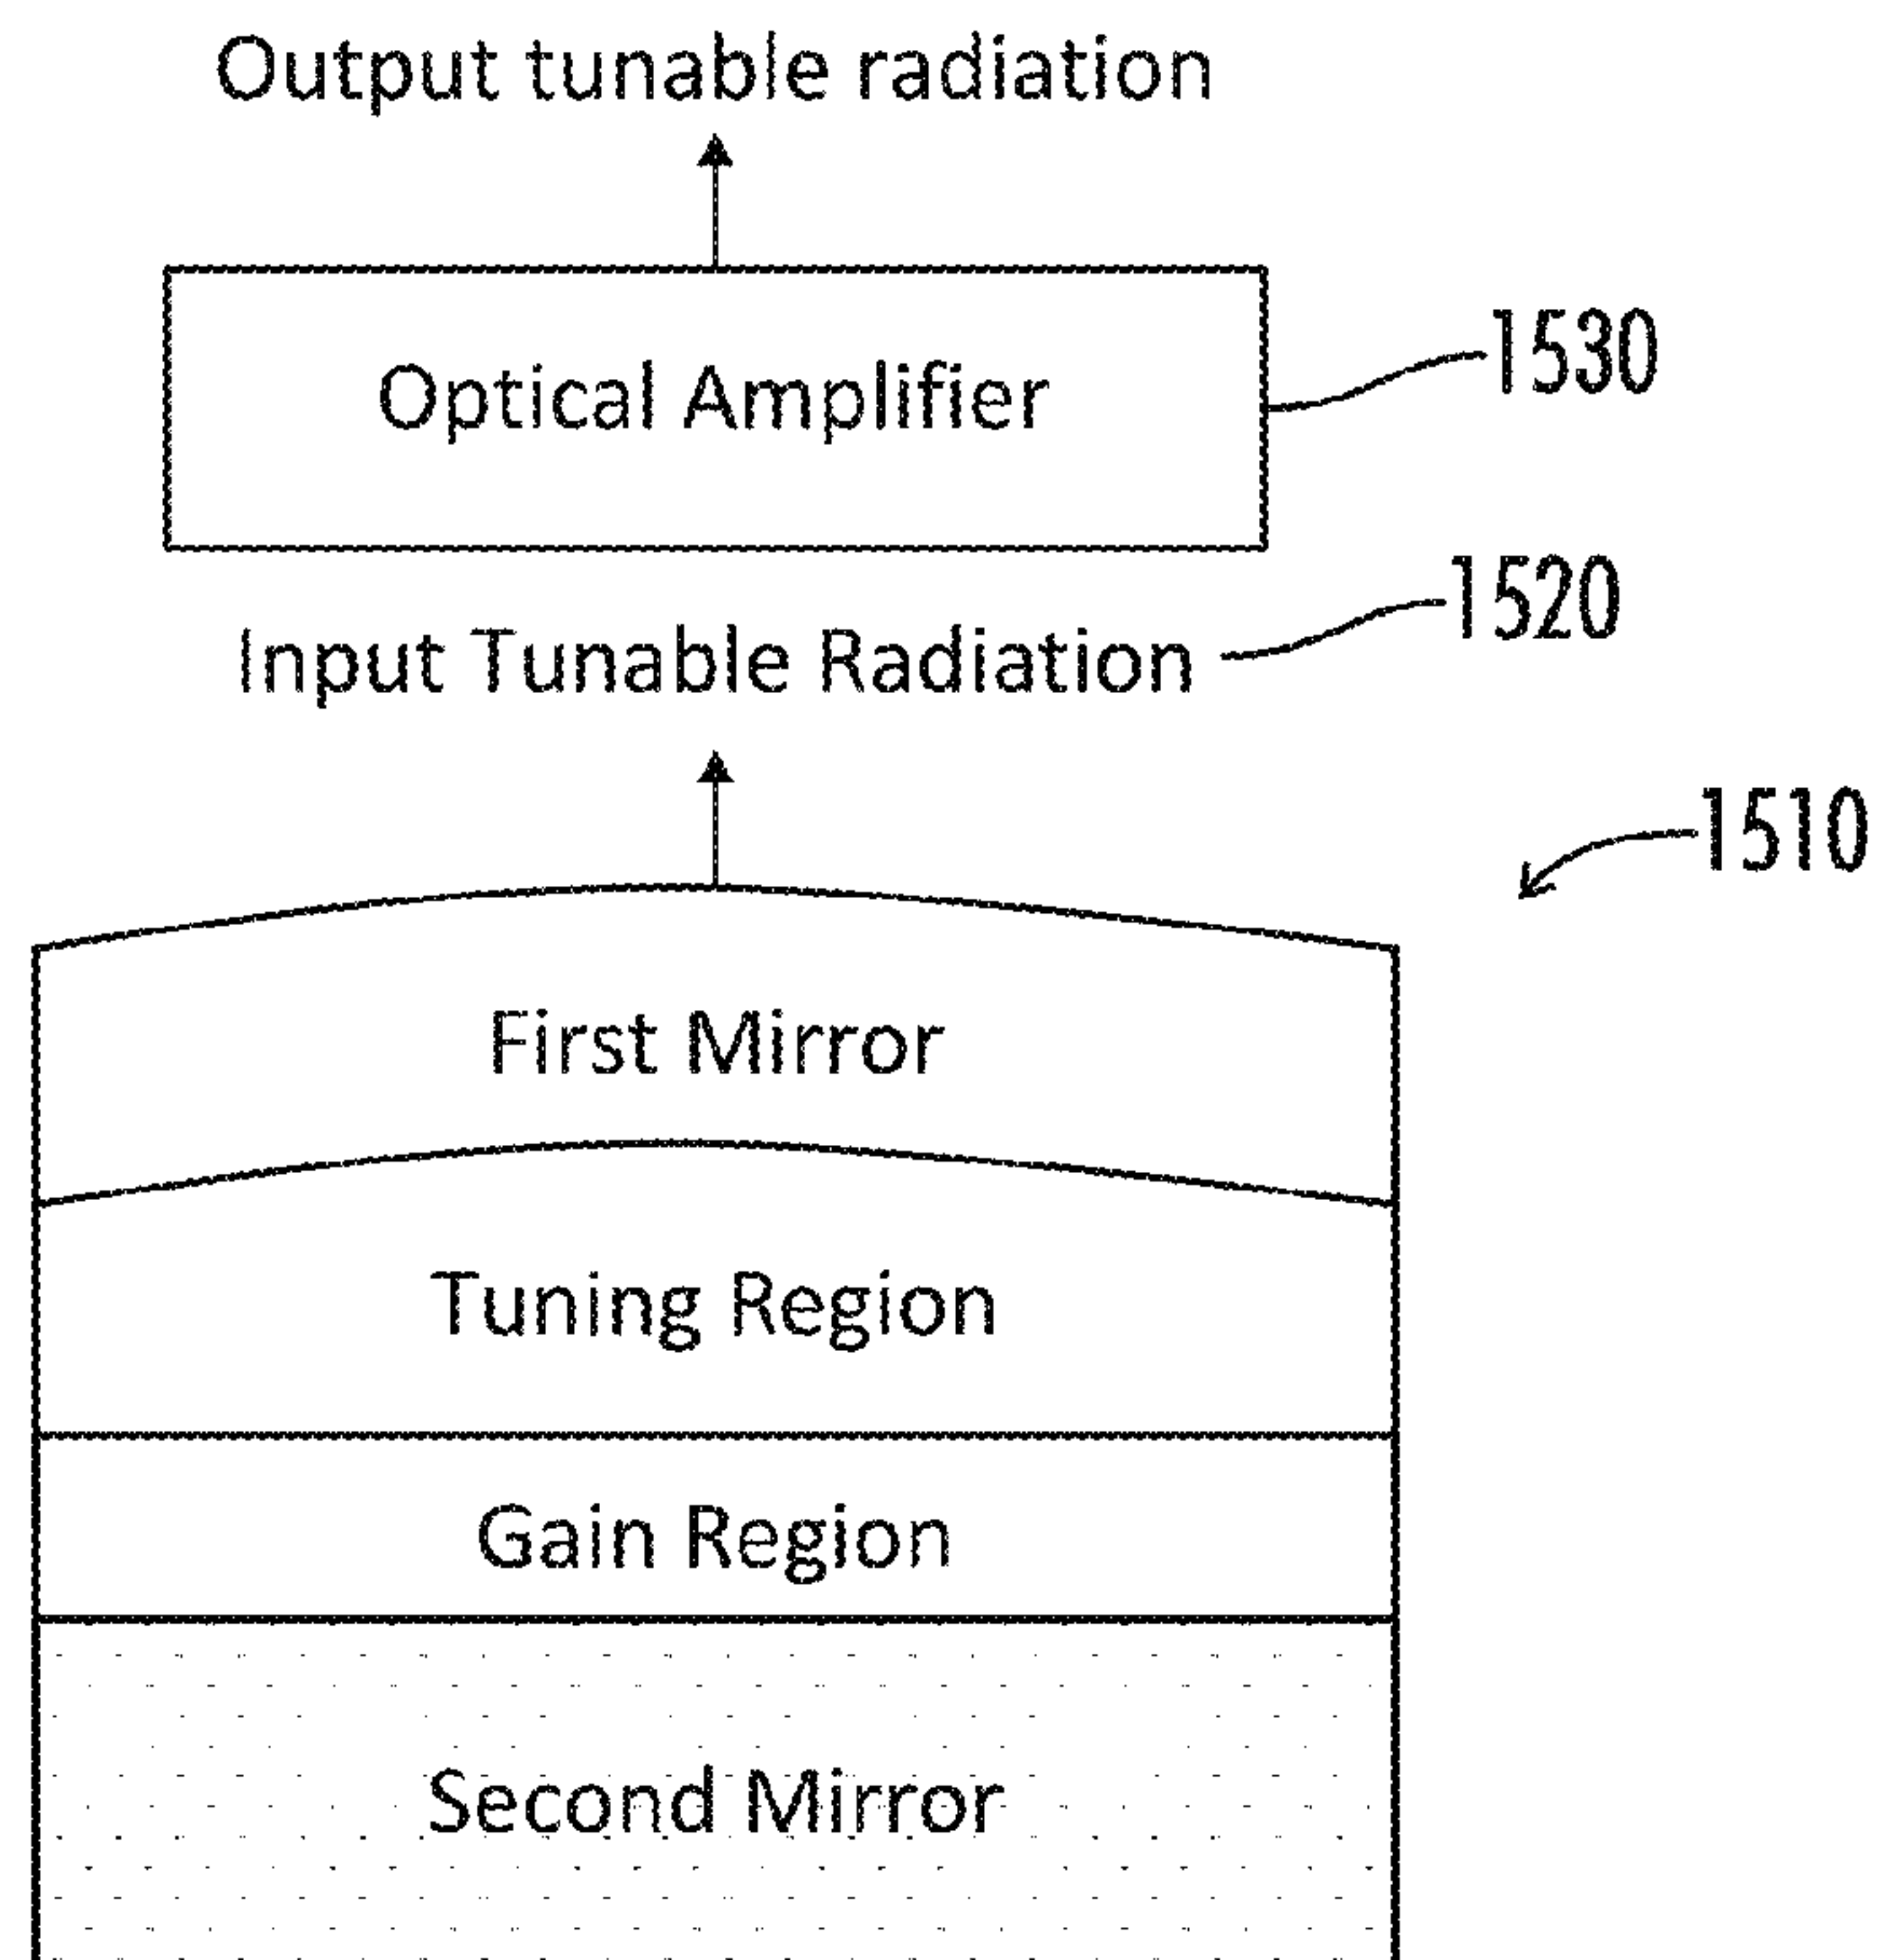 Output tunable radiation
Optical Amplifier
1530
1520
Input Tunable Radiation
1510
First Mirror
Tuning Region
Gain Region
Second Mirror